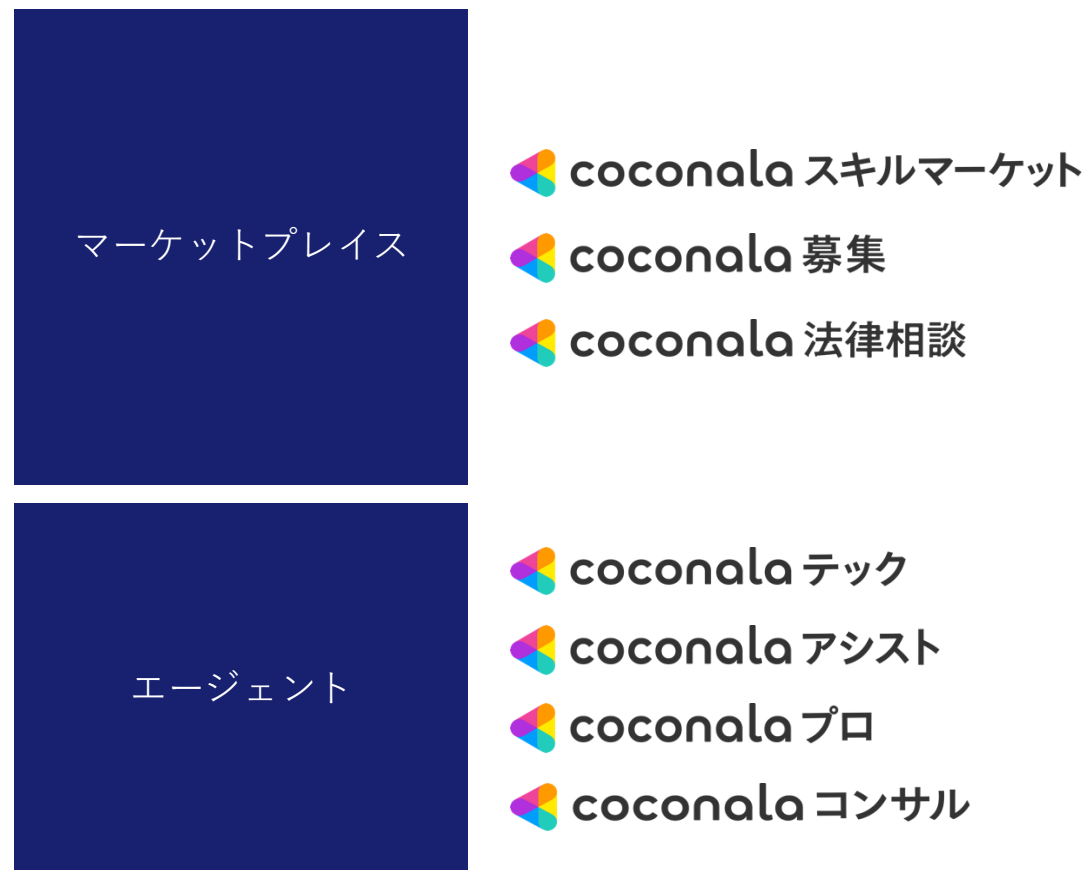 マーケットプレイス
coconala スキルマーケット
coconala 募集
coconala 法律相談
エージェント
coconala テック
coconala アシスト
coconala プロ
coconala コンサル